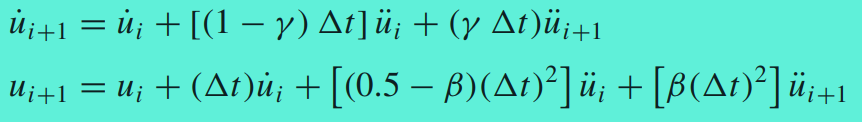 u̇ᵢ₊₁ = u̇ᵢ + [(1 − γ) Δt] üᵢ + (γ Δt)üᵢ₊₁
uᵢ₊₁ = uᵢ + (Δt)u̇ᵢ + [(0.5 − β)(Δt)²] üᵢ + [β(Δt)²] üᵢ₊₁